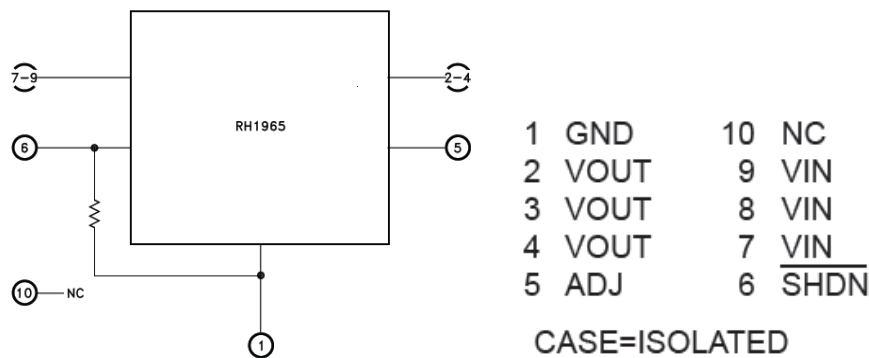 7-9
2-4
RH1965
6
5
10 NC
1
1 GND 10 NC
2 VOUT 9 VIN
3 VOUT 8 VIN
4 VOUT 7 VIN
5 ADJ 6 S̅H̅D̅N̅
CASE=ISOLATED